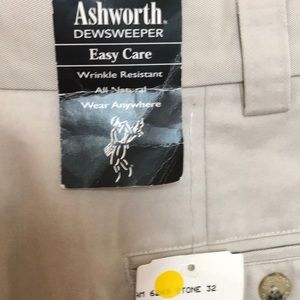 Ashworth®
DEWSWEEPER
Easy Care
Wrinkle Resistant
All Natural
Wear Anywhere
STONE 32